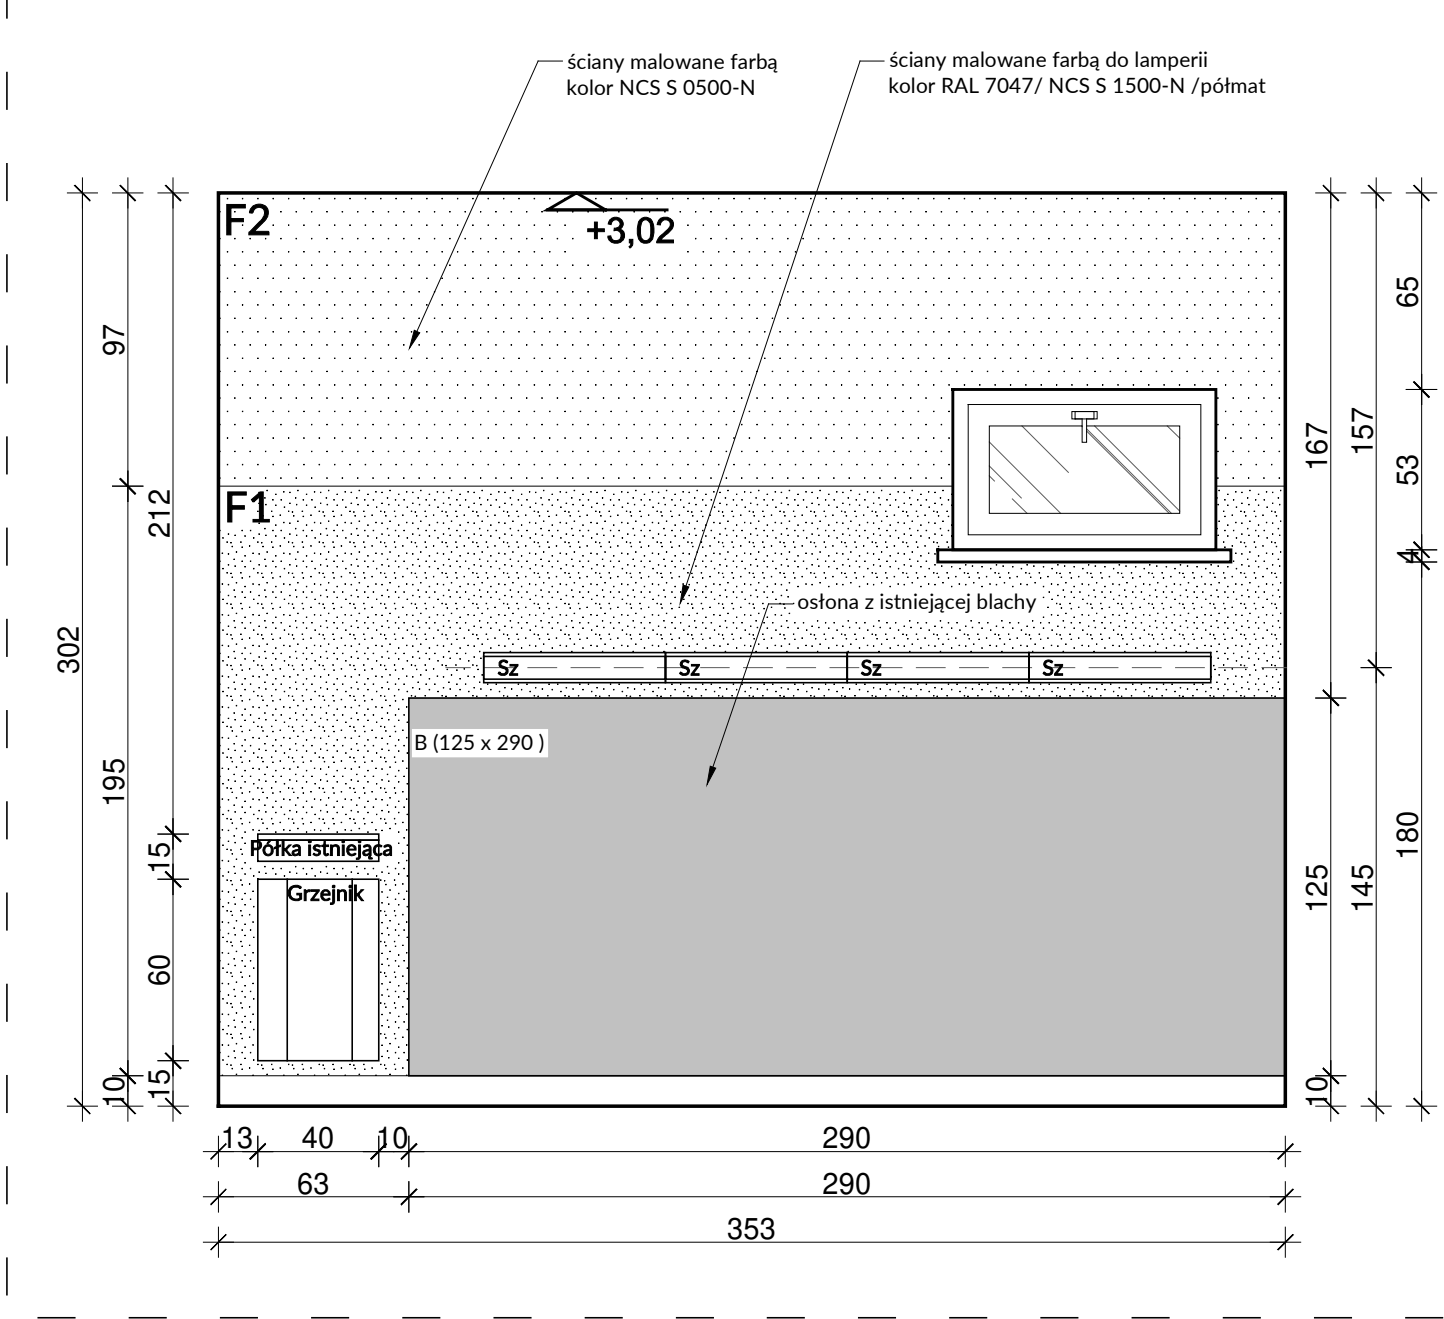 ściany malowane farbą
kolor NCS S 0500-N
ściany malowane farbą do lamperii
kolor RAL 7047/ NCS S 1500-N /półmat
F2
+3,02
97
65
157
167
53
F1
212
4
osłona z istniejącej blachy
302
Sz
Sz
Sz
Sz
B (125 x 290 )
195
180
15
Półka istniejąca
Grzejnik
125
145
60
10
15
10
13
40
10
290
63
290
353